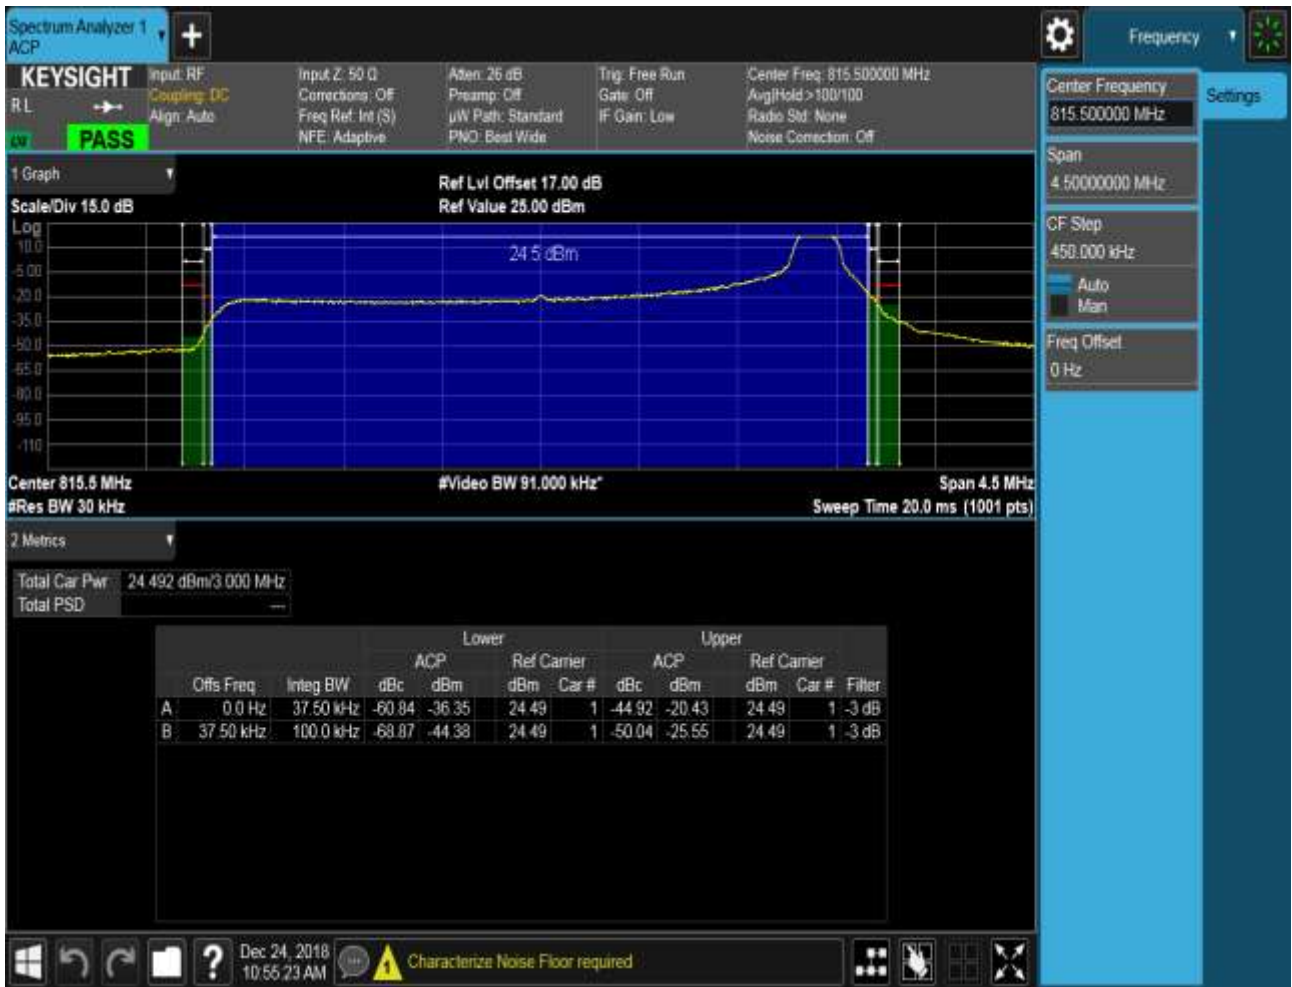 Spectrum Analyzer 1
ACP
Frequency
KEYSIGHT
R L
PASS
Input: RF
Coupling: DC
Align: Auto
Input Z: 50 Ω
Corrections: Off
Freq Ref: Int (S)
NFE: Adaptive
Atten: 26 dB
Preamp: Off
µW Path: Standard
PNO: Best Wide
Trig: Free Run
Gate: Off
IF Gain: Low
Center Freq: 815.500000 MHz
Avg|Hold:>100/100
Radio Std: None
Noise Correction: Off
Center Frequency
815.500000 MHz
Settings
Span
4.50000000 MHz
CF Step
450.000 kHz
Auto
Man
Freq Offset
0 Hz
1 Graph
Scale/Div 15.0 dB
Ref Lvl Offset 17.00 dB
Ref Value 25.00 dBm
Log
10.0
-5.00
-20.0
-35.0
-50.0
-65.0
-80.0
-95.0
-110
24.5 dBm
Center 815.5 MHz
#Video BW 91.000 kHz*
Span 4.5 MHz
#Res BW 30 kHz
Sweep Time 20.0 ms (1001 pts)
2 Metrics
Total Car Pwr 24.492 dBm/3.000 MHz
Total PSD ---
Lower Upper
ACP Ref Carrier ACP Ref Carrier
Offs Freq Integ BW dBc dBm dBm Car # dBc dBm dBm Car # Filter
A 0.0 Hz 37.50 kHz -60.84 -36.35 24.49 1 -44.92 -20.43 24.49 1 -3 dB
B 37.50 kHz 100.0 kHz -68.87 -44.38 24.49 1 -50.04 -25.55 24.49 1 -3 dB
?
Dec 24, 2018
10:55:23 AM
1
Characterize Noise Floor required